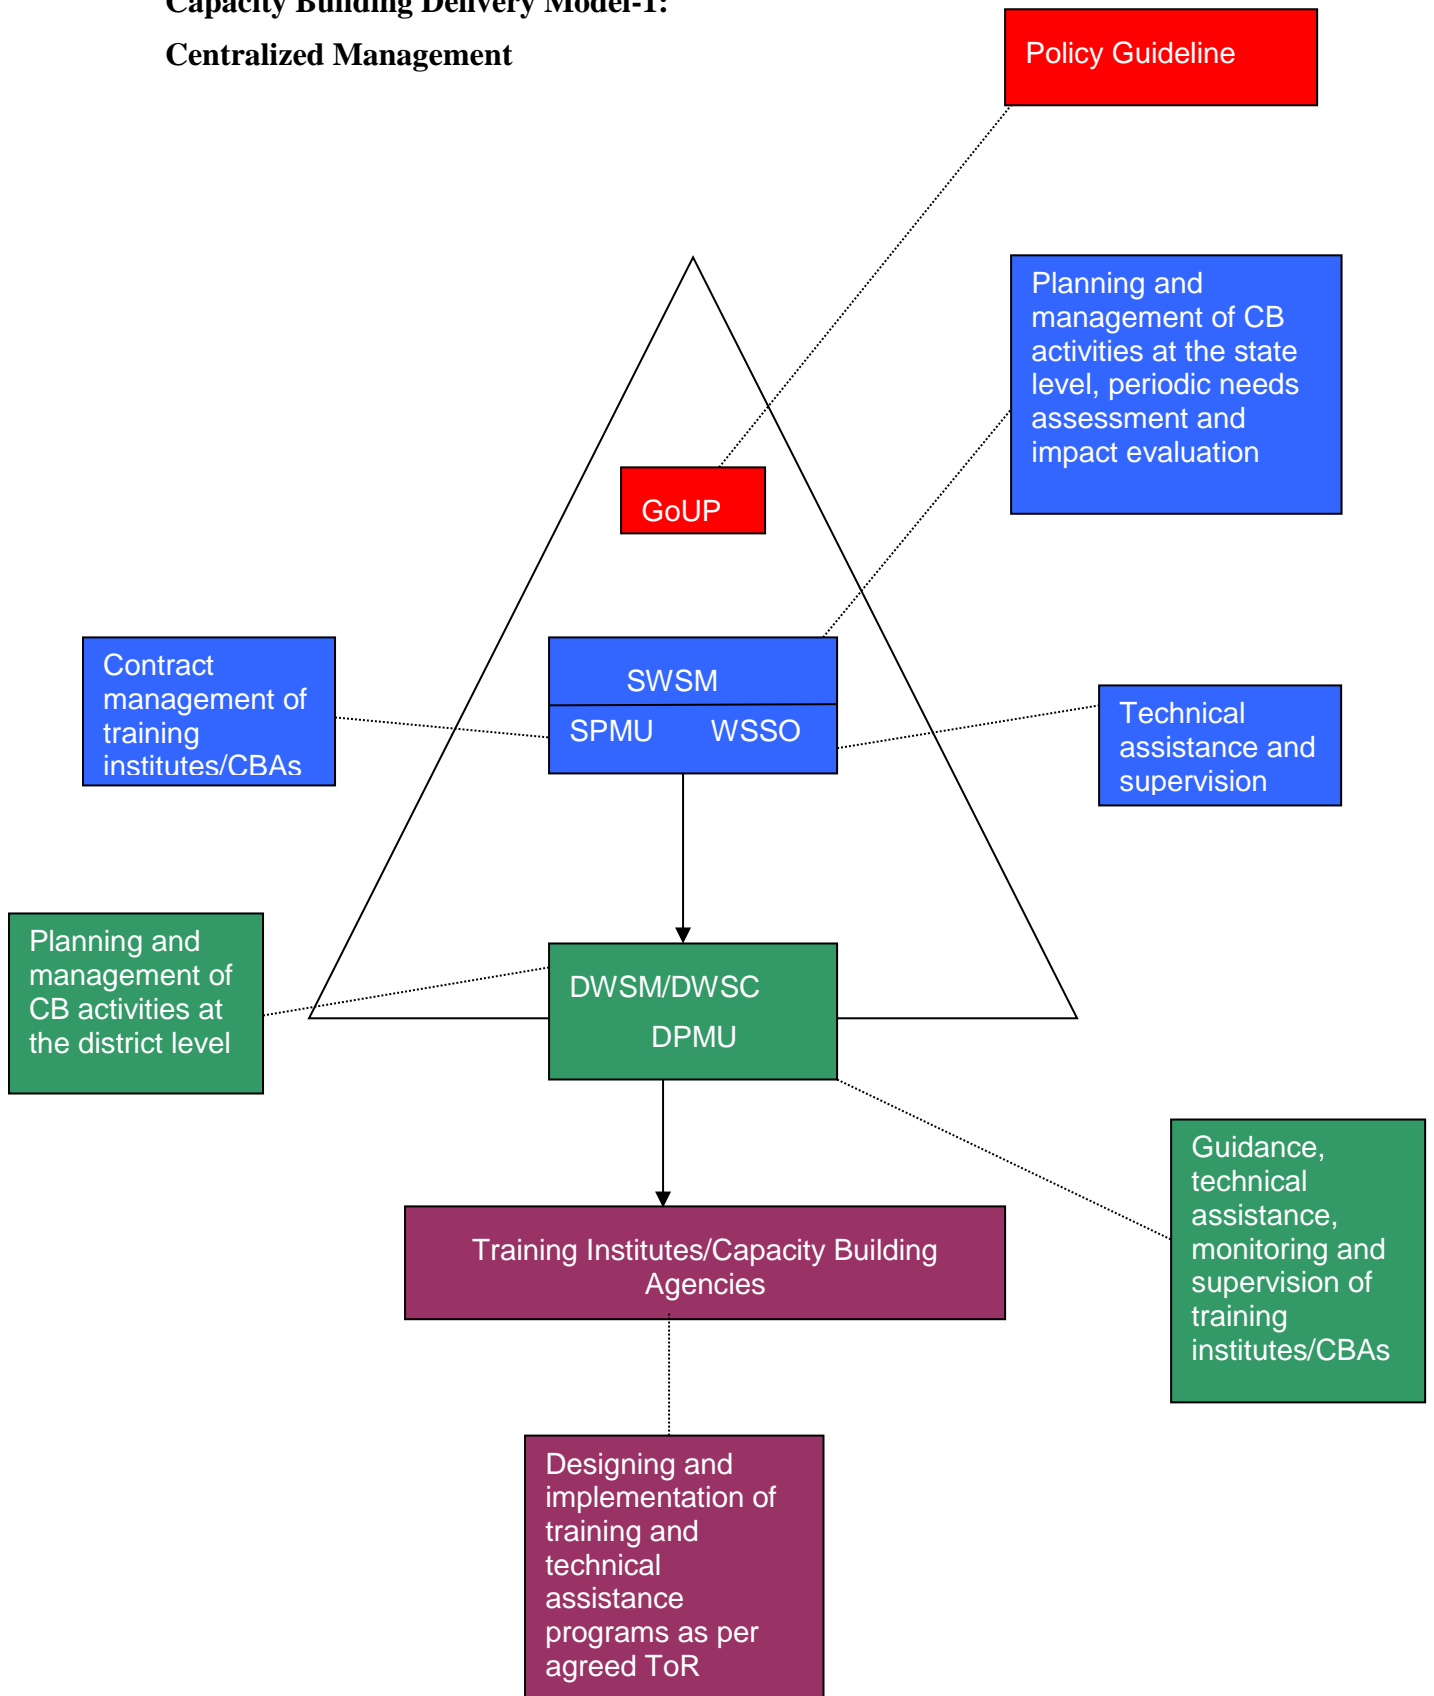 Capacity Building Delivery Model-1:
Centralized Management
Policy Guideline
Planning and
management of CB
activities at the state
level, periodic needs
assessment and
impact evaluation
GoUP
Contract
management of
training
institutes/CBAs
SWSM
SPMU WSSO
Technical
assistance and
supervision
Planning and
management of
CB activities at
the district level
DWSM/DWSC
DPMU
Guidance,
technical
assistance,
monitoring and
supervision of
training
institutes/CBAs
Training Institutes/Capacity Building
Agencies
Designing and
implementation of
training and
technical
assistance
programs as per
agreed ToR